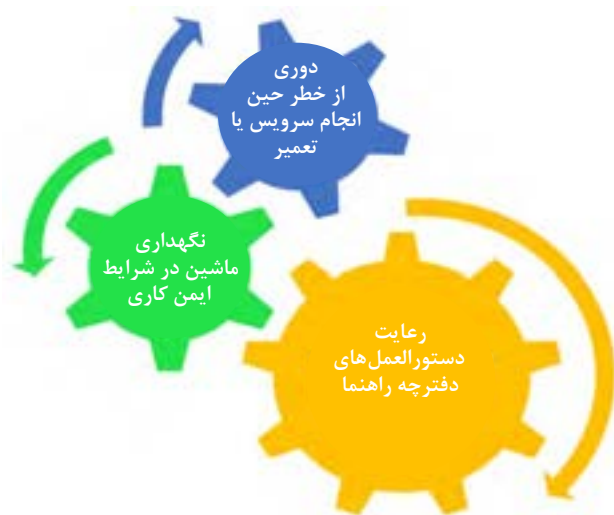 دوری
از خطر حین
انجام سرویس یا
تعمیر
نگهداری
ماشین در شرایط
ایمن کاری
رعایت
دستورالعمل‌های
دفترچه راهنما